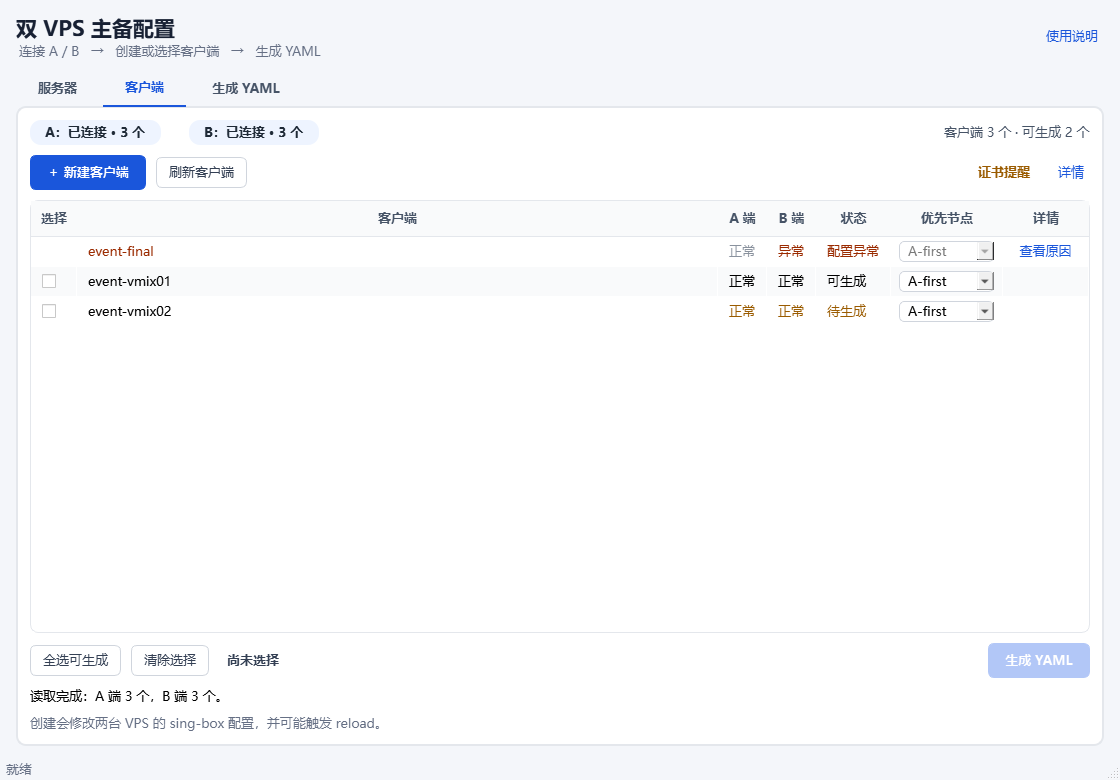 双 VPS 主备配置
连接 A / B → 创建或选择客户端 → 生成 YAML
使用说明
服务器 客户端 生成 YAML
A：已连接 • 3 个 B：已连接 • 3 个
客户端 3 个 · 可生成 2 个
+ 新建客户端 刷新客户端
证书提醒 详情
选择 客户端 A 端 B 端 状态 优先节点 详情
event-final 正常 异常 配置异常 A-first 查看原因
event-vmix01 正常 正常 可生成 A-first
event-vmix02 正常 正常 待生成 A-first
全选可生成 清除选择 尚未选择 生成 YAML
读取完成：A 端 3 个，B 端 3 个。
创建会修改两台 VPS 的 sing-box 配置，并可能触发 reload。
就绪